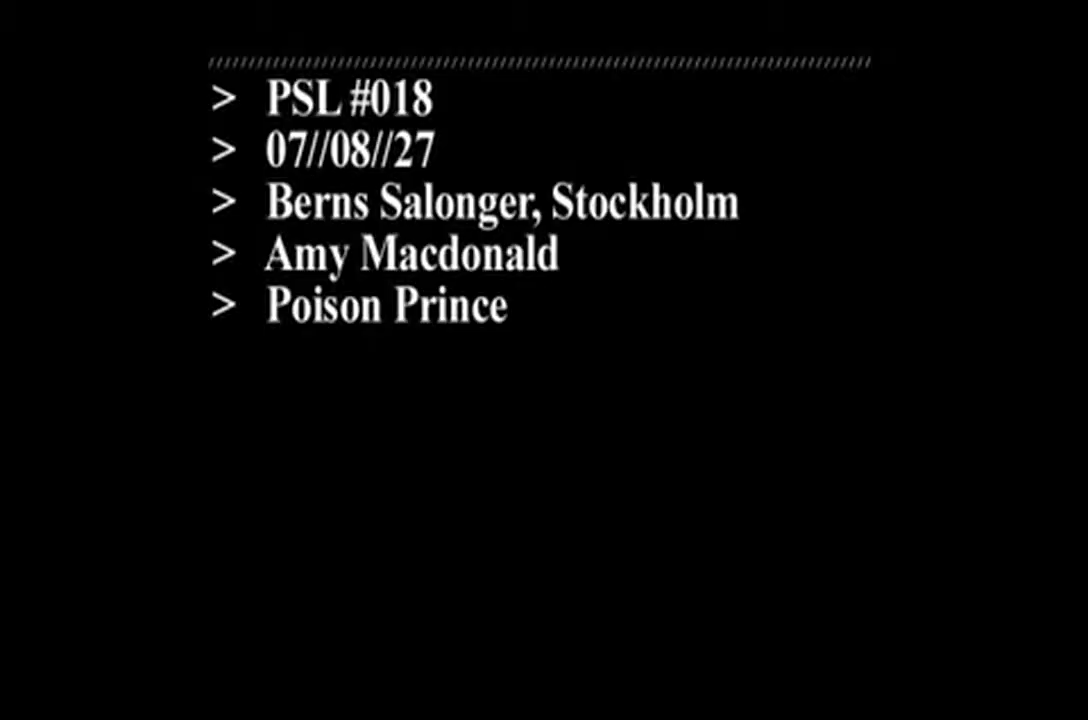 > PSL #018
> 07//08//27
> Berns Salonger, Stockholm
> Amy Macdonald
> Poison Prince